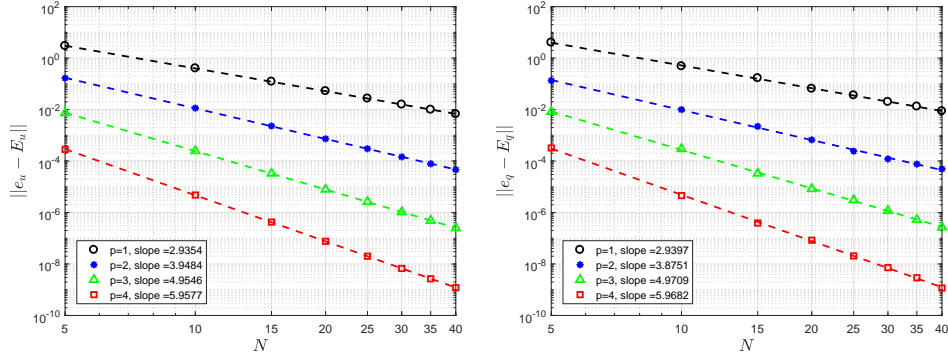 10^2
10^0
10^-2
10^-4
10^-6
10^-8
10^-10
||e_u − E_u||
p=1, slope =2.9354
p=2, slope =3.9484
p=3, slope =4.9546
p=4, slope =5.9577
5 10 15 20 25 30 35 40
N
10^2
10^0
10^-2
10^-4
10^-6
10^-8
10^-10
||e_q − E_q||
p=1, slope =2.9397
p=2, slope =3.8751
p=3, slope =4.9709
p=4, slope =5.9682
5 10 15 20 25 30 35 40
N